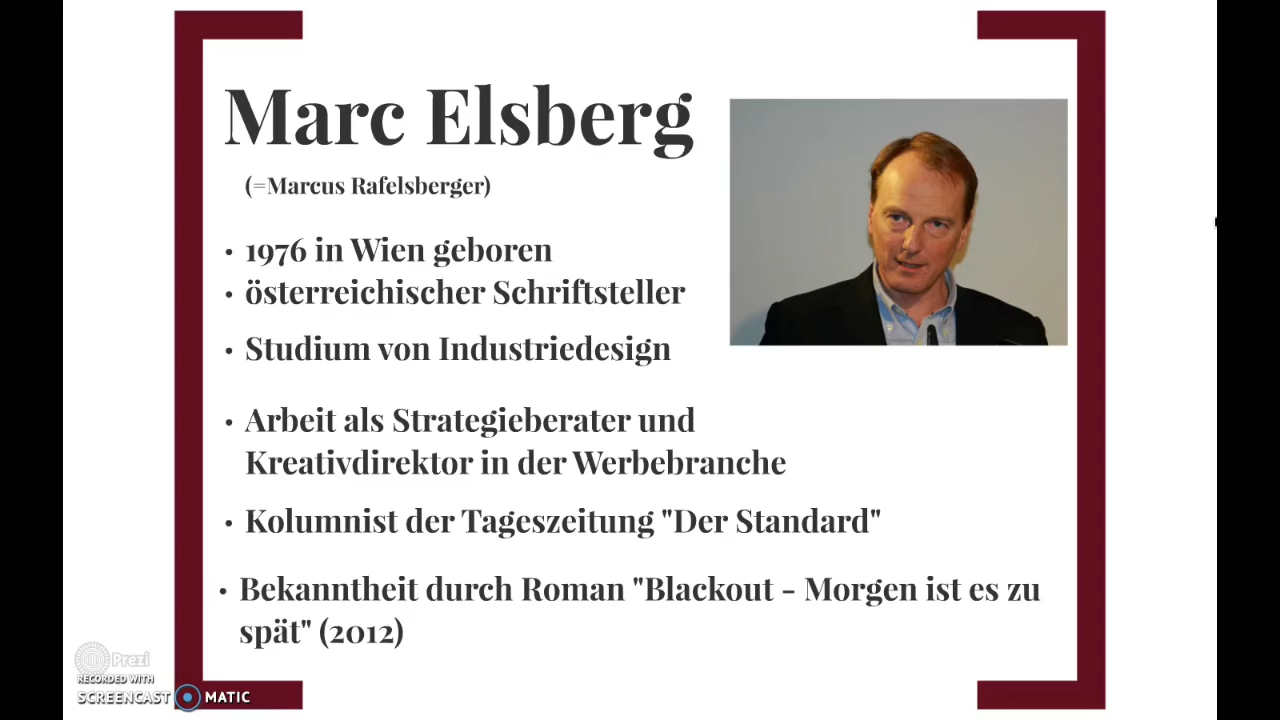 Marc Elsberg
(=Marcus Rafelsberger)
• 1976 in Wien geboren
• österreichischer Schriftsteller
• Studium von Industriedesign
• Arbeit als Strategieberater und
Kreativdirektor in der Werbebranche
• Kolumnist der Tageszeitung "Der Standard"
• Bekanntheit durch Roman "Blackout - Morgen ist es zu
spät" (2012)
Prezi
RECORDED WITH
SCREENCAST MATIC